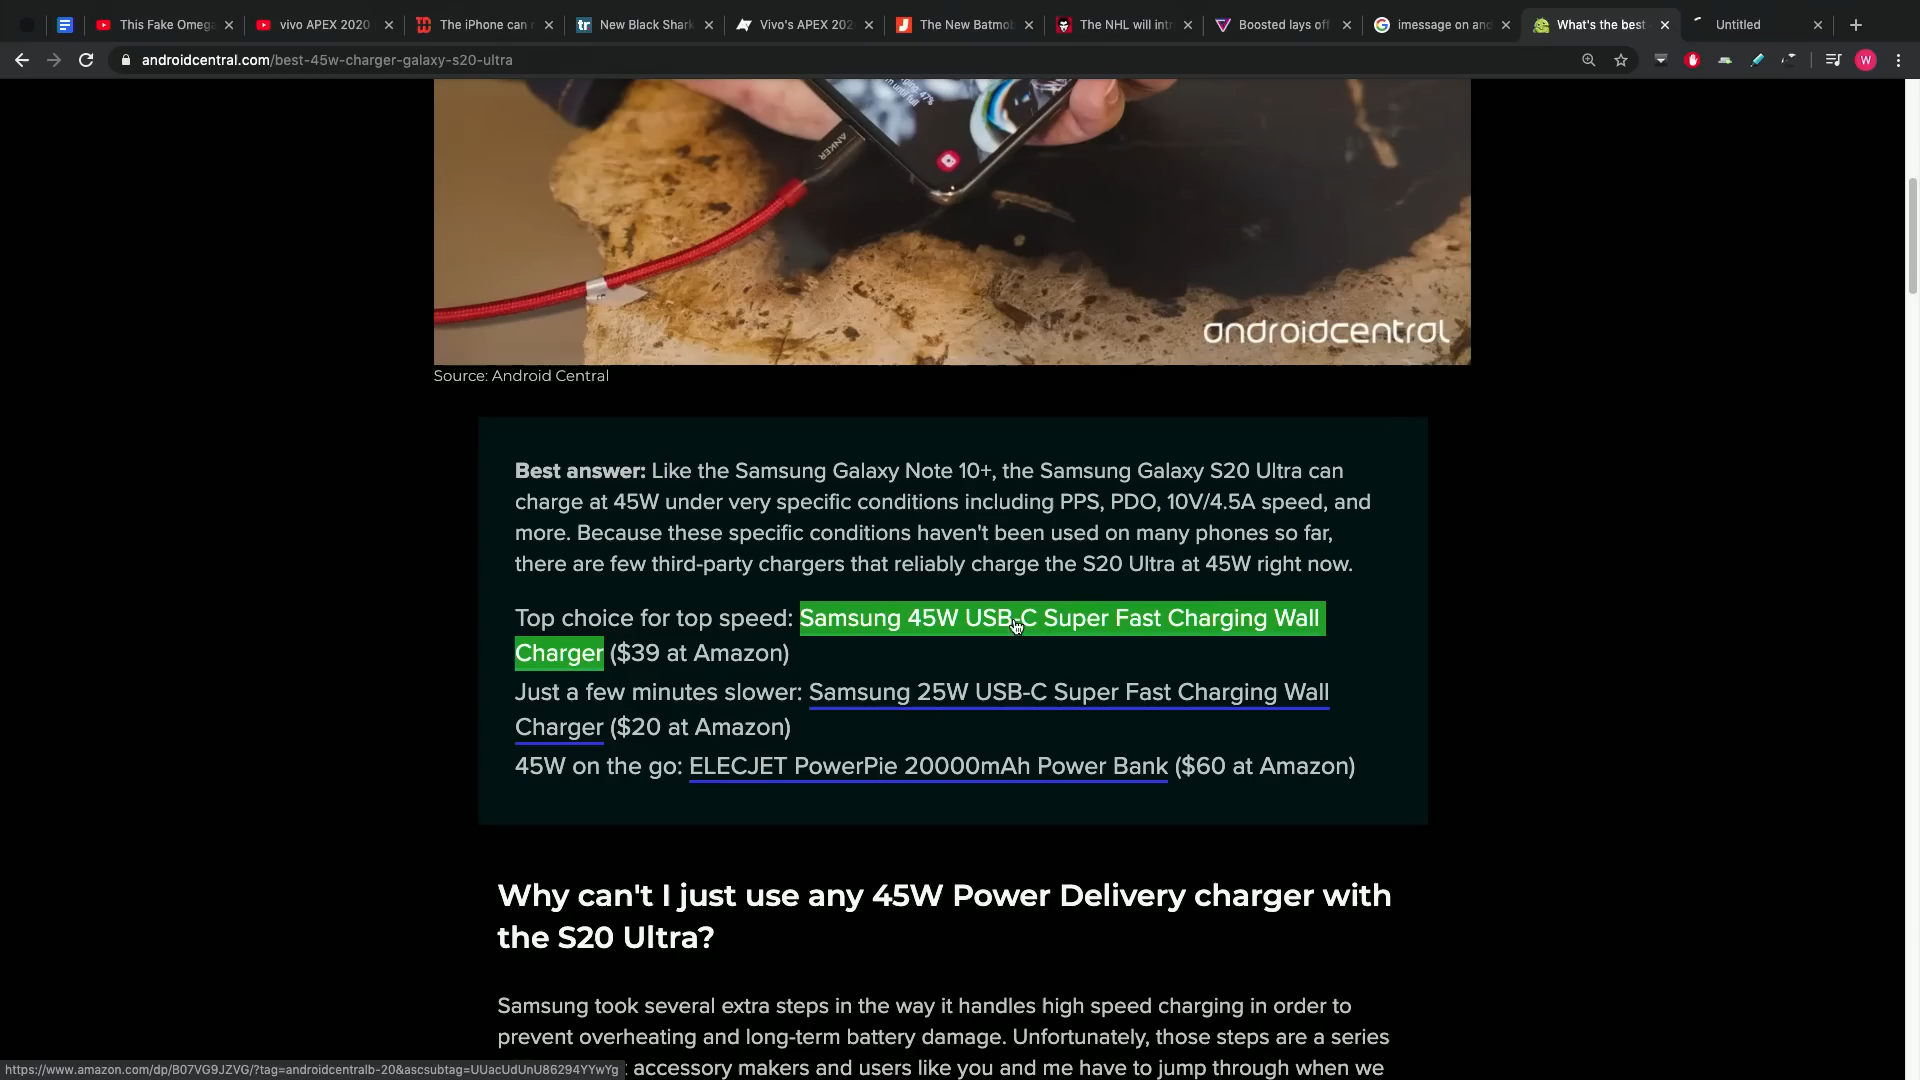 This Fake Omega
vivo APEX 2020
The iPhone can r
New Black Shark
Vivo's APEX 202
The New Batmob
The NHL will intr
Boosted lays off
imessage on and
What's the best
Untitled
androidcentral.com/best-45w-charger-galaxy-s20-ultra
W
ANKER
androidcentral
Source: Android Central
Best answer: Like the Samsung Galaxy Note 10+, the Samsung Galaxy S20 Ultra can
charge at 45W under very specific conditions including PPS, PDO, 10V/4.5A speed, and
more. Because these specific conditions haven't been used on many phones so far,
there are few third-party chargers that reliably charge the S20 Ultra at 45W right now.
Top choice for top speed: Samsung 45W USB-C Super Fast Charging Wall
Charger ($39 at Amazon)
Just a few minutes slower: Samsung 25W USB-C Super Fast Charging Wall
Charger ($20 at Amazon)
45W on the go: ELECJET PowerPie 20000mAh Power Bank ($60 at Amazon)
Why can't I just use any 45W Power Delivery charger with
the S20 Ultra?
Samsung took several extra steps in the way it handles high speed charging in order to
prevent overheating and long-term battery damage. Unfortunately, those steps are a series
accessory makers and users like you and me have to jump through when we
https://www.amazon.com/dp/B07VG9JZVG/?tag=androidcentralb-20&ascsubtag=UUacUdUnU86294YYwYg